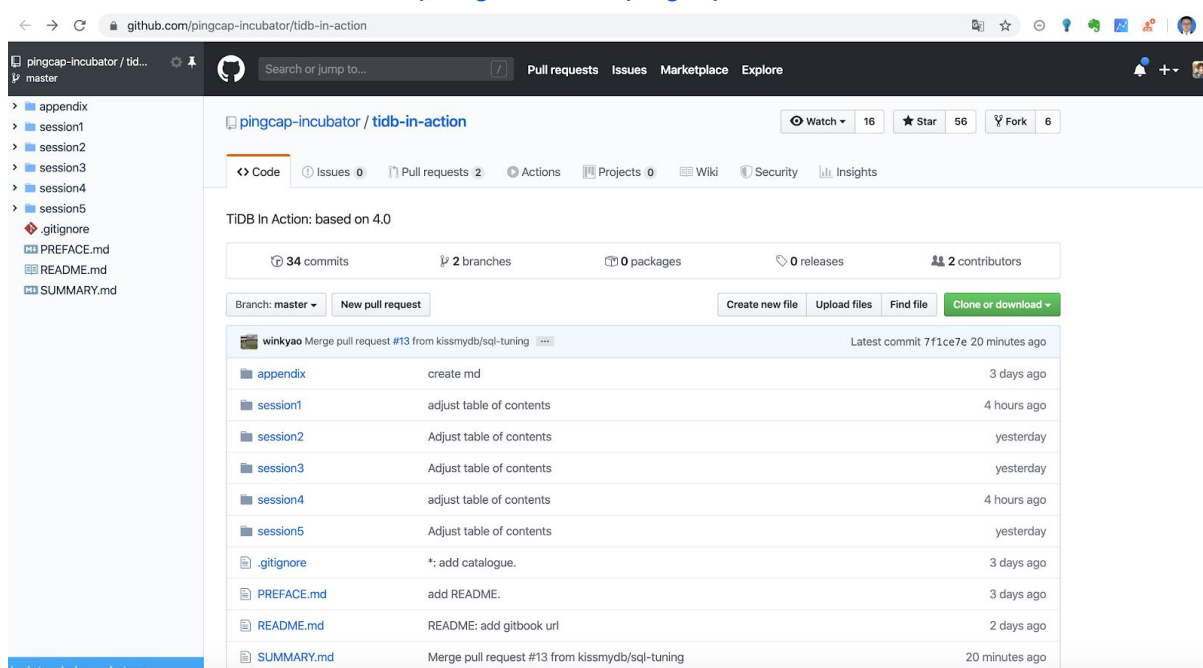 github.com/pingcap-incubator/tidb-in-action
pingcap-incubator / tid...
master
appendix
session1
session2
session3
session4
session5
.gitignore
PREFACE.md
README.md
SUMMARY.md
Search or jump to... /
Pull requests Issues Marketplace Explore
pingcap-incubator / tidb-in-action
Watch 16 Star 56 Fork 6
<> Code Issues 0 Pull requests 2 Actions Projects 0 Wiki Security Insights
TiDB In Action: based on 4.0
34 commits 2 branches 0 packages 0 releases 2 contributors
Branch: master New pull request Create new file Upload files Find file Clone or download
winkyao Merge pull request #13 from kissmydb/sql-tuning ... Latest commit 7f1ce7e 20 minutes ago
appendix create md 3 days ago
session1 adjust table of contents 4 hours ago
session2 Adjust table of contents yesterday
session3 Adjust table of contents yesterday
session4 adjust table of contents 4 hours ago
session5 Adjust table of contents yesterday
.gitignore *: add catalogue. 3 days ago
PREFACE.md add README. 3 days ago
README.md README: add gitbook url 2 days ago
SUMMARY.md Merge pull request #13 from kissmydb/sql-tuning 20 minutes ago